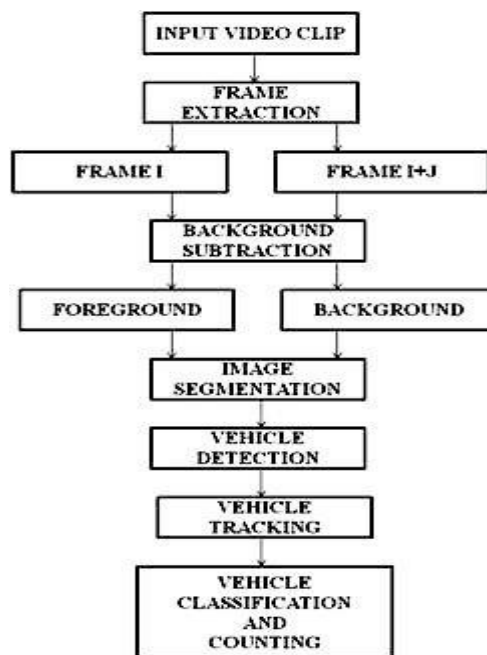 INPUT VIDEO CLIP
FRAME
EXTRACTION
FRAME I
FRAME I+J
BACKGROUND
SUBTRACTION
FOREGROUND
BACKGROUND
IMAGE
SEGMENTATION
VEHICLE
DETECTION
VEHICLE
TRACKING
VEHICLE
CLASSIFICATION
AND
COUNTING